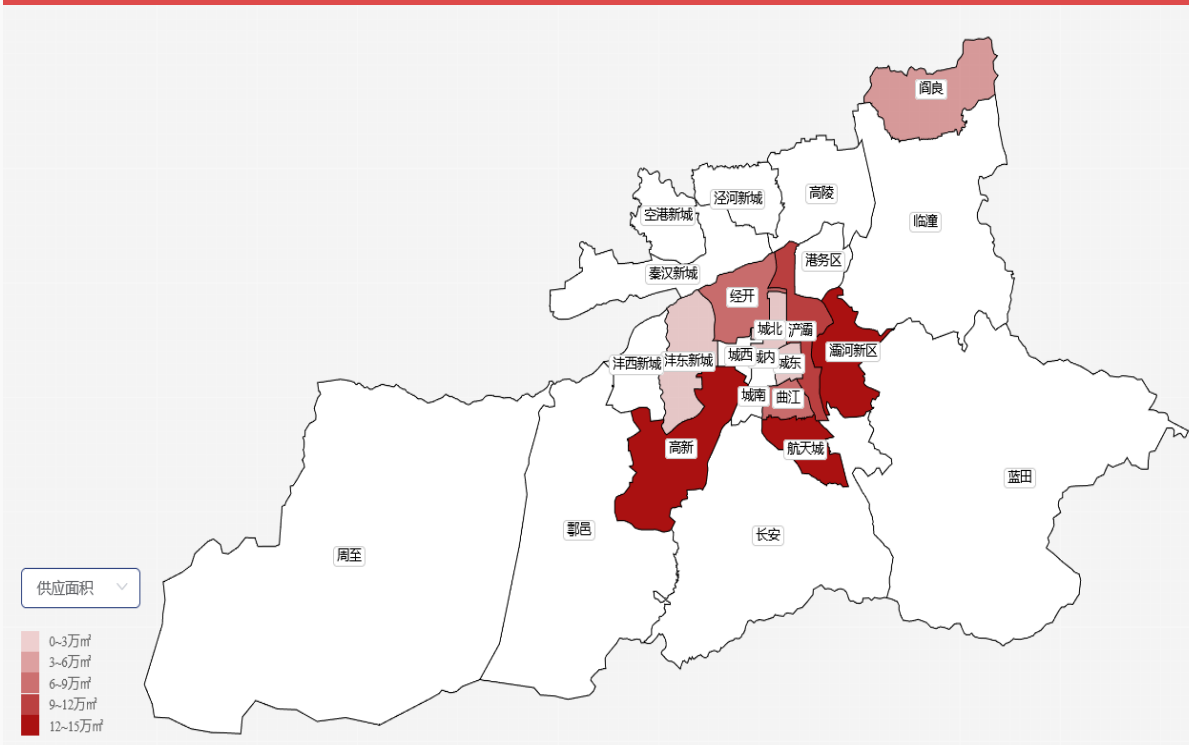 阎良
高陵
泾河新城
空港新城
临潼
港务区
秦汉新城
经开
城北
浐灞
灞河新区
城西
城内
城东
沣东新城
沣西新城
城南
曲江
高新
航天城
蓝田
鄠邑
长安
周至
供应面积
0~3万㎡
3~6万㎡
6~9万㎡
9~12万㎡
12~15万㎡